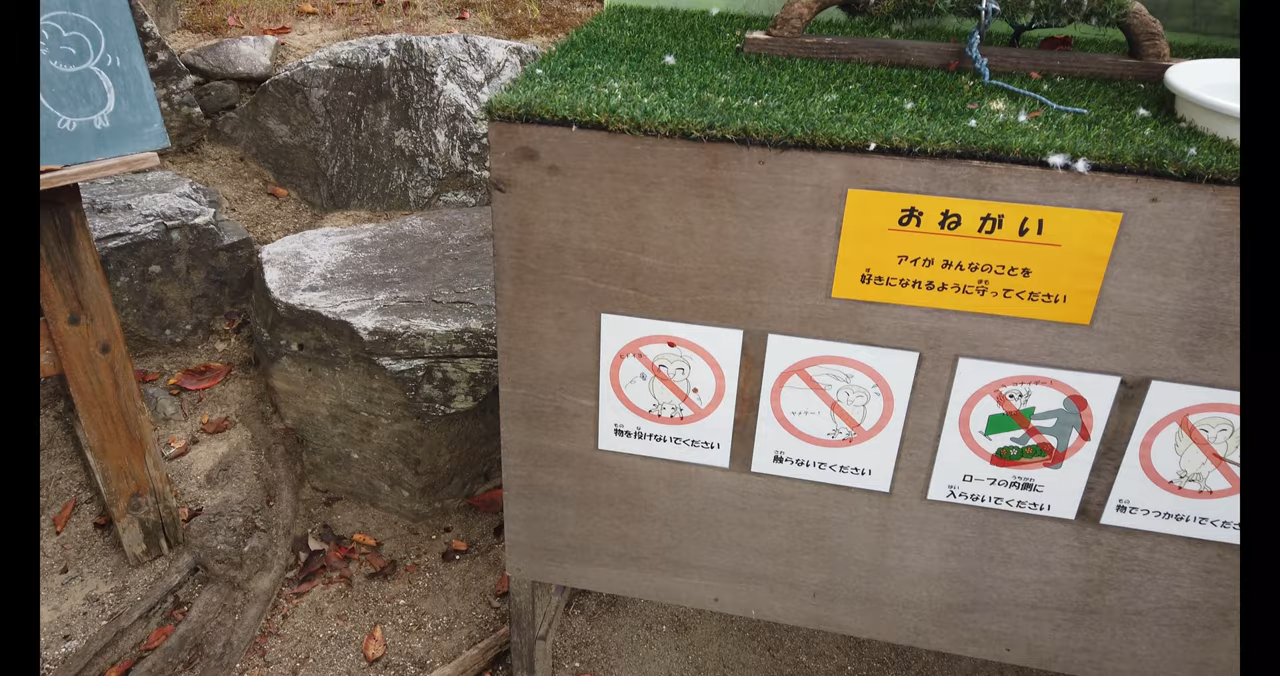 おねがい
アイが みんなのことを
好きになれるように守ってください
物を投げないでください
ヤメテー！
触らないでください
ロープの内側に
入らないでください
物でつつかないでくださ